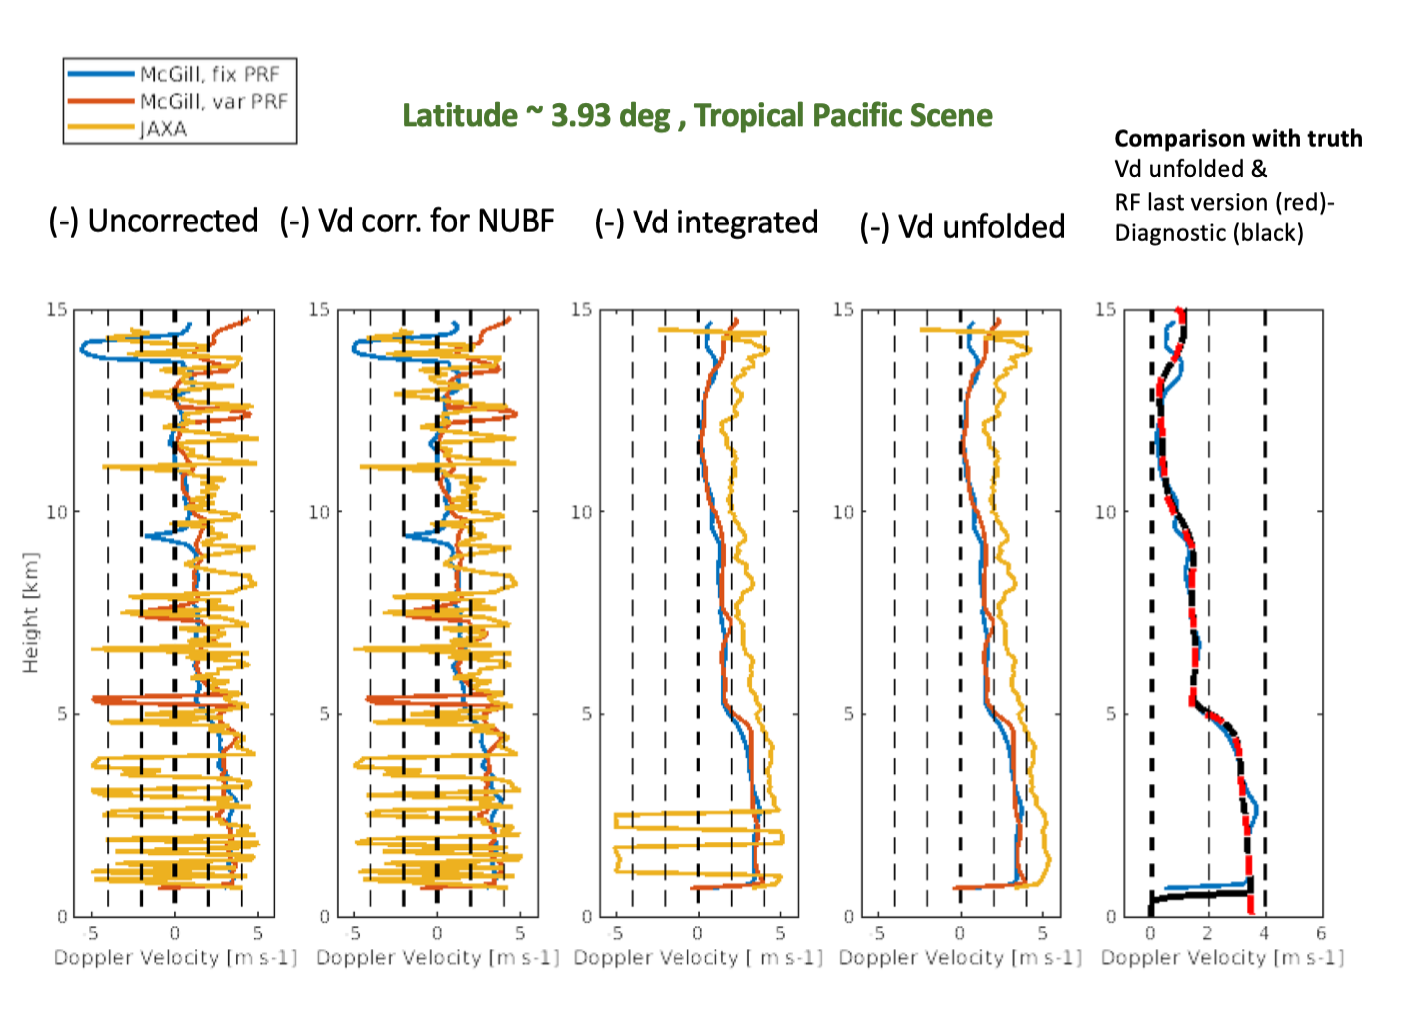 McGill, fix PRF
McGill, var PRF
JAXA
Latitude ~ 3.93 deg , Tropical Pacific Scene
Comparison with truth
Vd unfolded &
RF last version (red)-
Diagnostic (black)
(-) Uncorrected
(-) Vd corr. for NUBF
(-) Vd integrated
(-) Vd unfolded
15
15
15
15
15
10
10
10
10
10
Height [km]
5
5
5
5
5
0
0
0
0
0
-5 0 5
-5 0 5
-5 0 5
-5 0 5
0 2 4 6
Doppler Velocity [m s-1]
Doppler Velocity [m s-1]
Doppler Velocity [ m s-1]
Doppler Velocity [m s-1]
Doppler Velocity [m s-1]